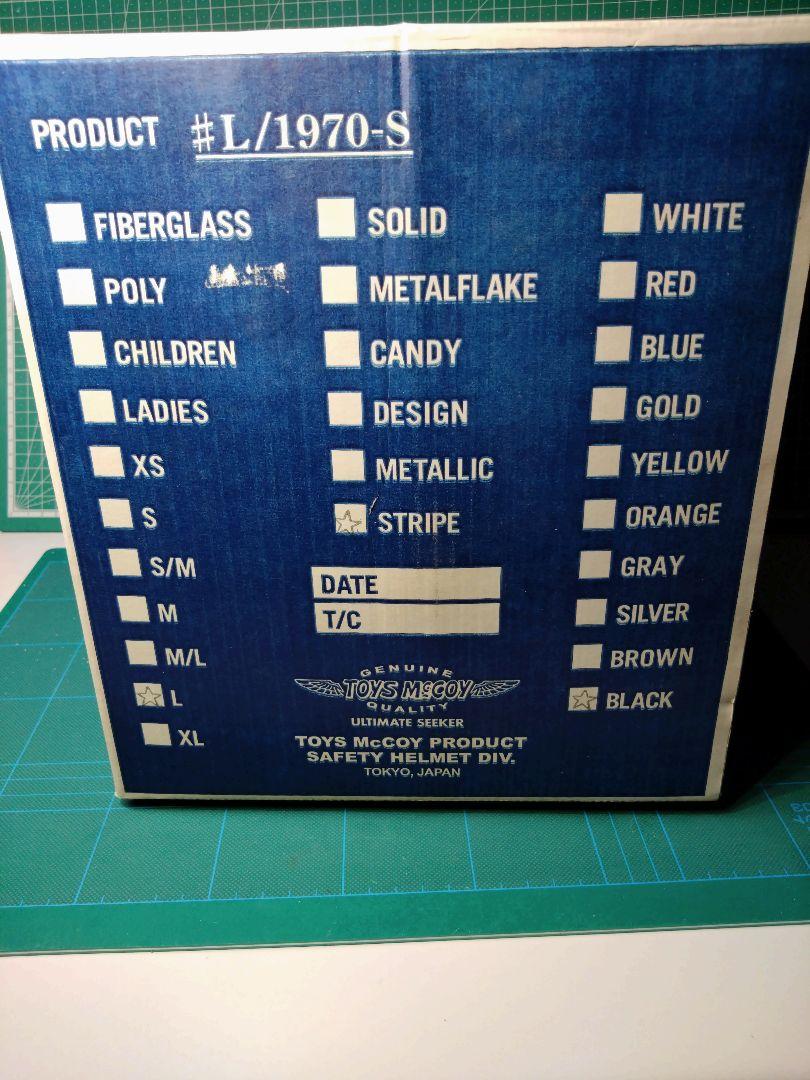 PRODUCT #L/1970-S
FIBERGLASS SOLID WHITE
POLY METALFLAKE RED
CHILDREN CANDY BLUE
LADIES DESIGN GOLD
XS METALLIC YELLOW
S STRIPE ORANGE
S/M GRAY
DATE
M SILVER
T/C
M/L BROWN
L BLACK
XL
GENUINE
TOYS McCOY
QUALITY
ULTIMATE SEEKER
TOYS McCOY PRODUCT
SAFETY HELMET DIV.
TOKYO, JAPAN